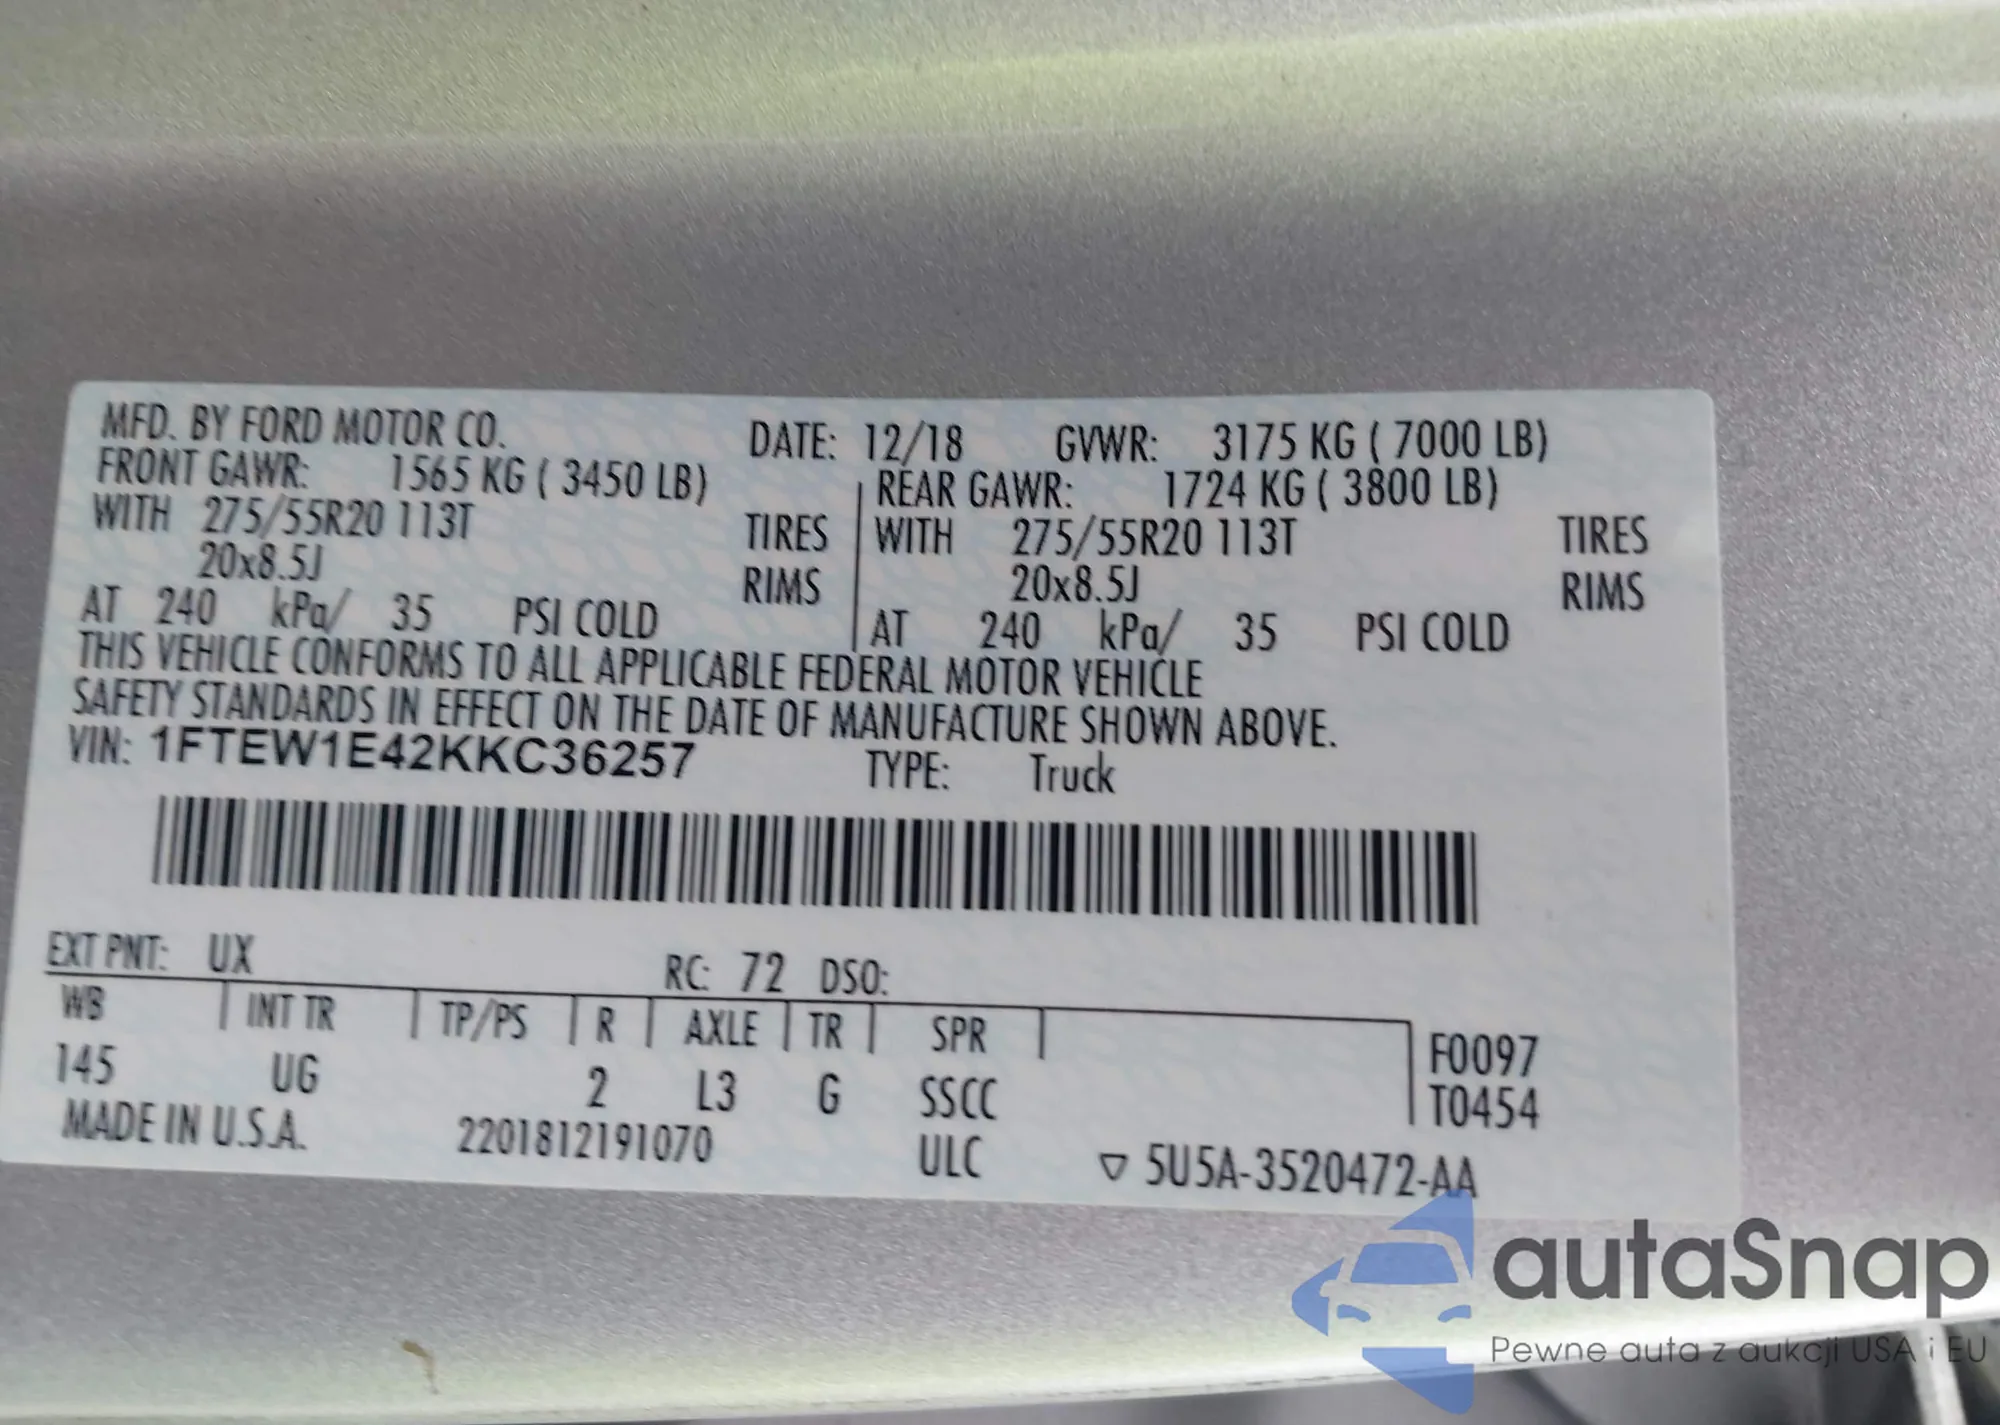 MFD. BY FORD MOTOR CO. DATE: 12/18 GVWR: 3175 KG ( 7000 LB)
FRONT GAWR: 1565 KG ( 3450 LB) REAR GAWR: 1724 KG ( 3800 LB)
WITH 275/55R20 113T TIRES WITH 275/55R20 113T TIRES
20x8.5J RIMS 20x8.5J RIMS
AT 240 kPa/ 35 PSI COLD AT 240 kPa/ 35 PSI COLD
THIS VEHICLE CONFORMS TO ALL APPLICABLE FEDERAL MOTOR VEHICLE
SAFETY STANDARDS IN EFFECT ON THE DATE OF MANUFACTURE SHOWN ABOVE.
VIN: 1FTEW1E42KKC36257 TYPE: Truck
EXT PNT: UX RC: 72 DSO:
WB INT TR TP/PS R AXLE TR SPR F0097
145 UG 2 L3 G SSCC T0454
MADE IN U.S.A. 2201812191070 ULC ▽ 5U5A-3520472-AA
autaSnap
Pewne auta z aukcji USA i EU